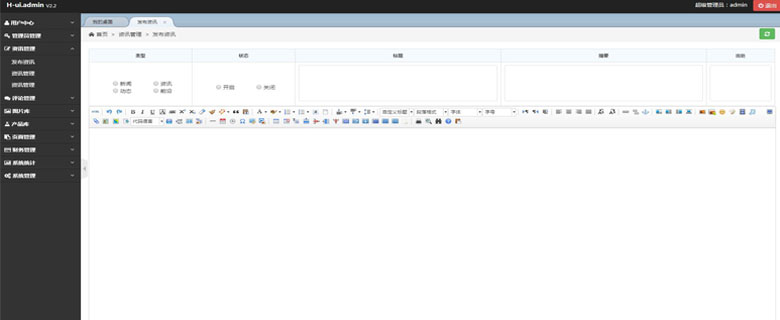 H-ui.admin v2.2
超级管理员：admin
退出
用户中心
管理员管理
资讯管理
发布资讯
资讯管理
资讯管理
评论管理
图片库
产品库
页面管理
财务管理
系统统计
系统管理
我的桌面
发布资讯 ×
首页 > 资讯管理 > 发布资讯
类型 状态 标题 摘要
新闻 资讯
动态
开启 关闭
HTML
自定义标题 段落格式 字体 字号
代码语言